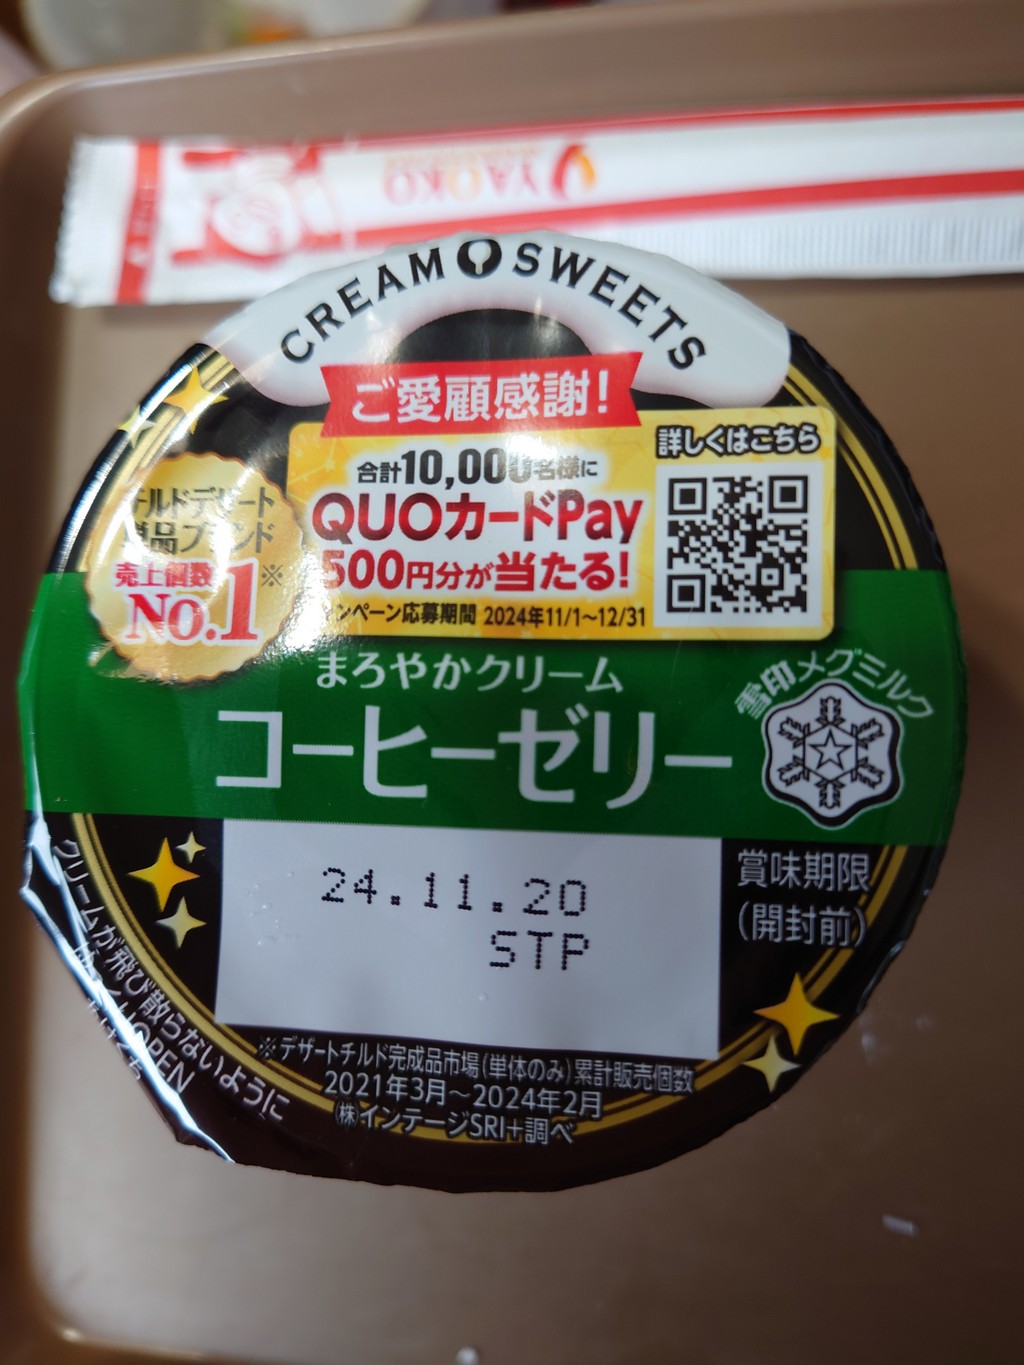 YAOKO
CREAM SWEETS
ご愛顧感謝!
詳しくはこちら
合計10,000名様に
QUOカードPay
500円分が当たる!
キャンペーン応募期間 2024年11/1〜12/31
チルドデザート
単品ブランド
売上個数※
No.1
まろやかクリーム
コーヒーゼリー
雪印メグミルク
24.11.20
STP
賞味期限
(開封前)
クリームが飛び散らないように
OPEN
※デザートチルド完成品市場(単体のみ)累計販売個数
2021年3月〜2024年2月
㈱インテージSRI+調べ